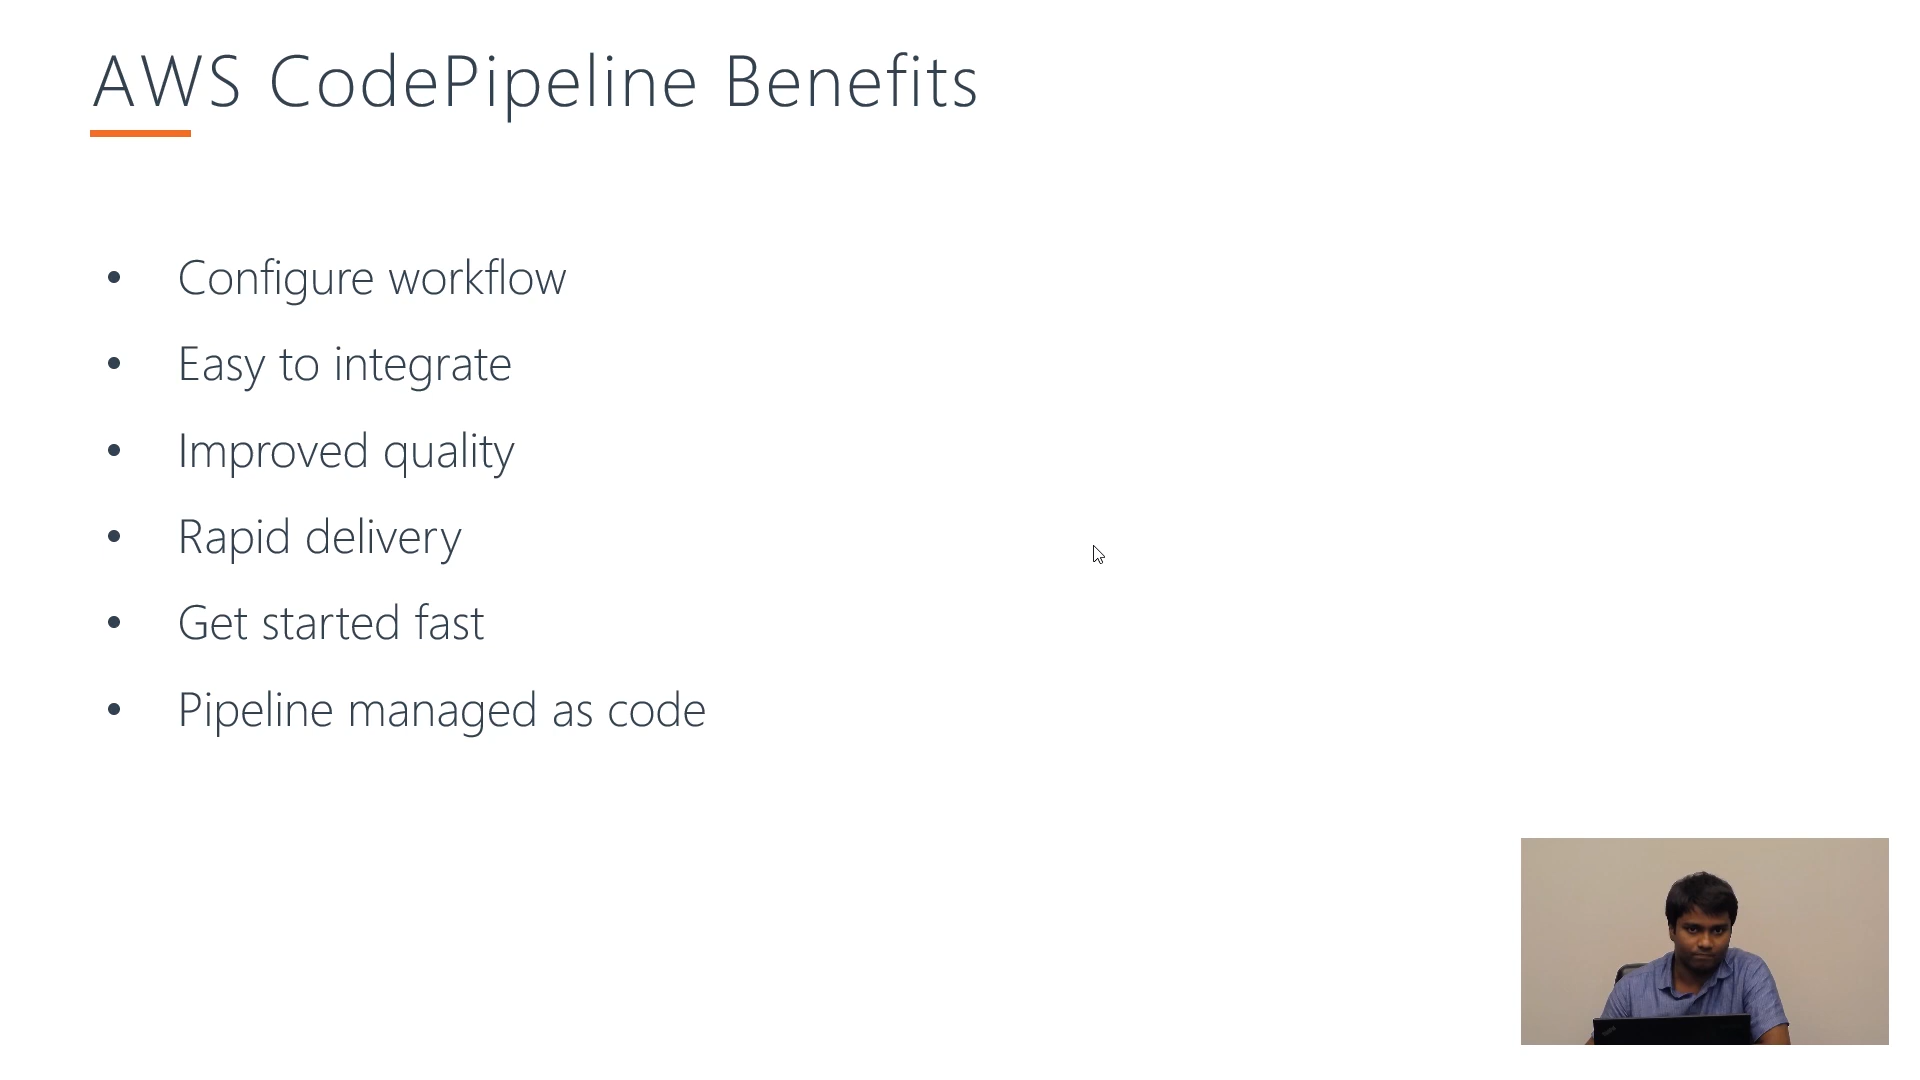 AWS CodePipeline Benefits
• Configure workflow
• Easy to integrate
• Improved quality
• Rapid delivery
• Get started fast
• Pipeline managed as code